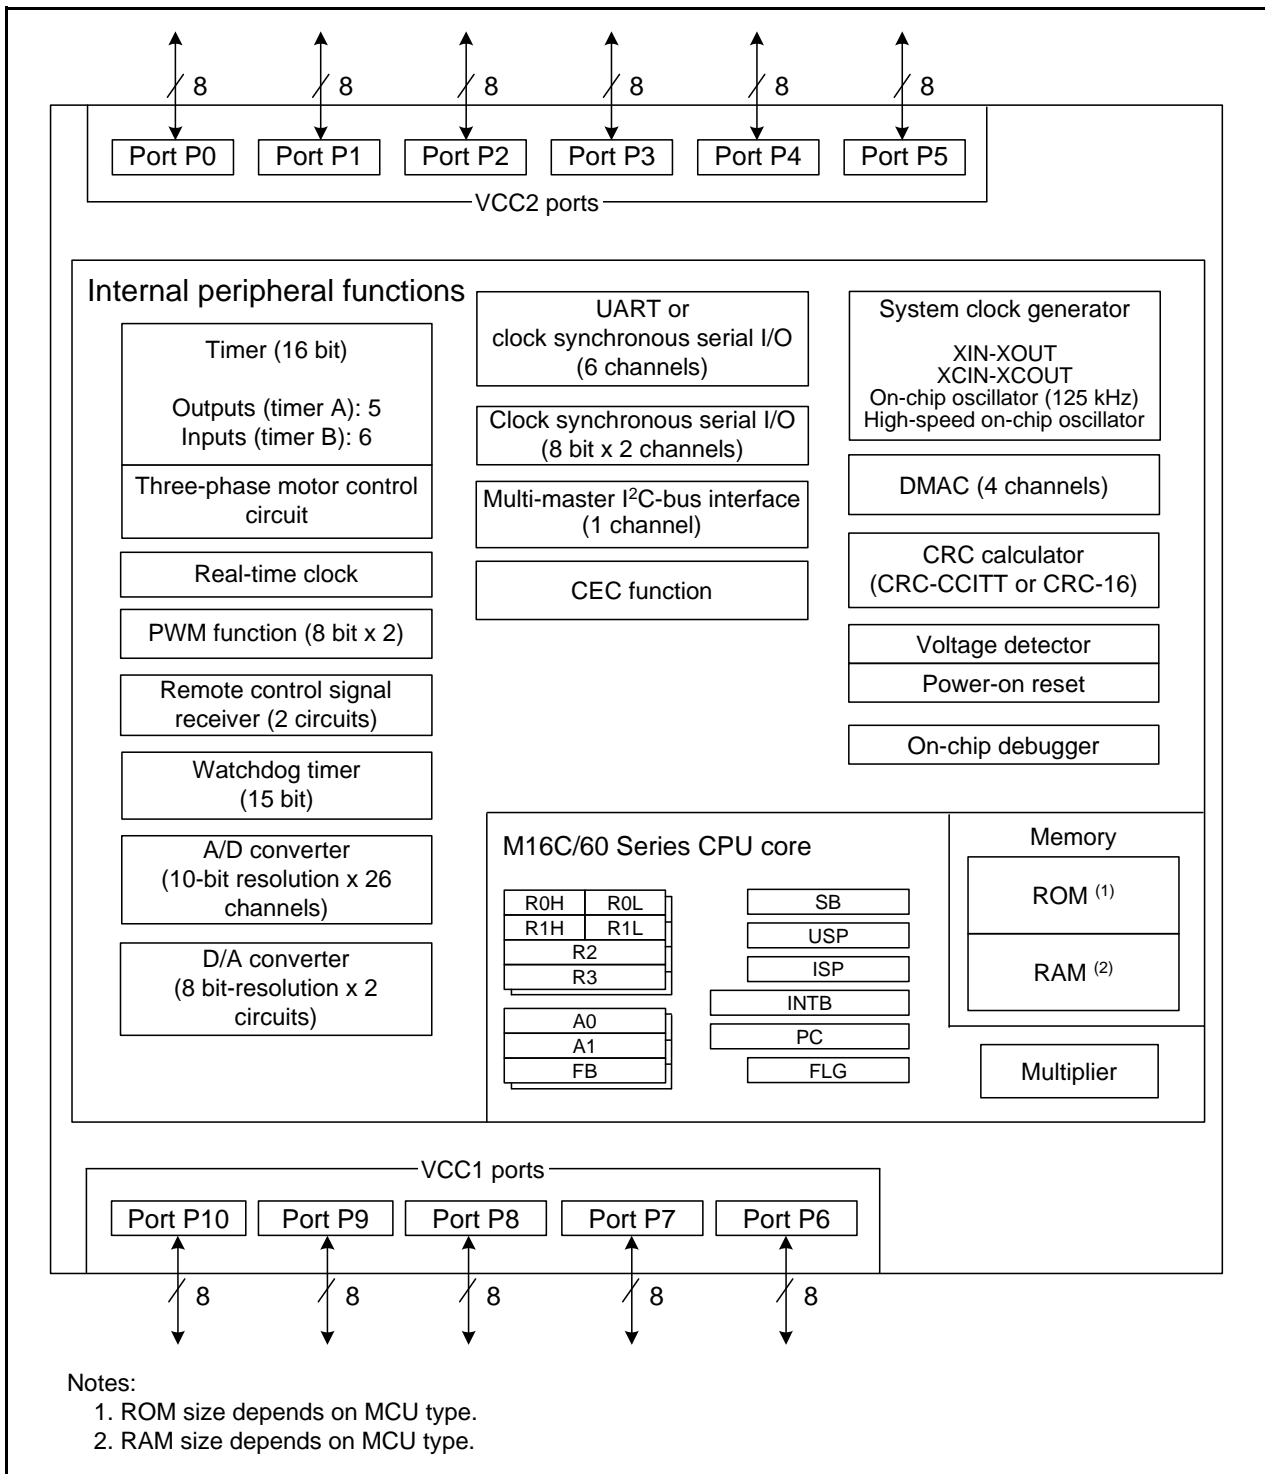 8 8 8 8 8 8
Port P0 Port P1 Port P2 Port P3 Port P4 Port P5
VCC2 ports
Internal peripheral functions
Timer (16 bit)
Outputs (timer A): 5
Inputs (timer B): 6
Three-phase motor control
circuit
Real-time clock
PWM function (8 bit x 2)
Remote control signal
receiver (2 circuits)
Watchdog timer
(15 bit)
A/D converter
(10-bit resolution x 26
channels)
D/A converter
(8 bit-resolution x 2
circuits)
UART or
clock synchronous serial I/O
(6 channels)
Clock synchronous serial I/O
(8 bit x 2 channels)
Multi-master I²C-bus interface
(1 channel)
CEC function
System clock generator
XIN-XOUT
XCIN-XCOUT
On-chip oscillator (125 kHz)
High-speed on-chip oscillator
DMAC (4 channels)
CRC calculator
(CRC-CCITT or CRC-16)
Voltage detector
Power-on reset
On-chip debugger
M16C/60 Series CPU core
R0H R0L
R1H R1L
R2
R3
A0
A1
FB
SB
USP
ISP
INTB
PC
FLG
Memory
ROM (1)
RAM (2)
Multiplier
VCC1 ports
Port P10 Port P9 Port P8 Port P7 Port P6
8 8 8 8 8
Notes:
1. ROM size depends on MCU type.
2. RAM size depends on MCU type.